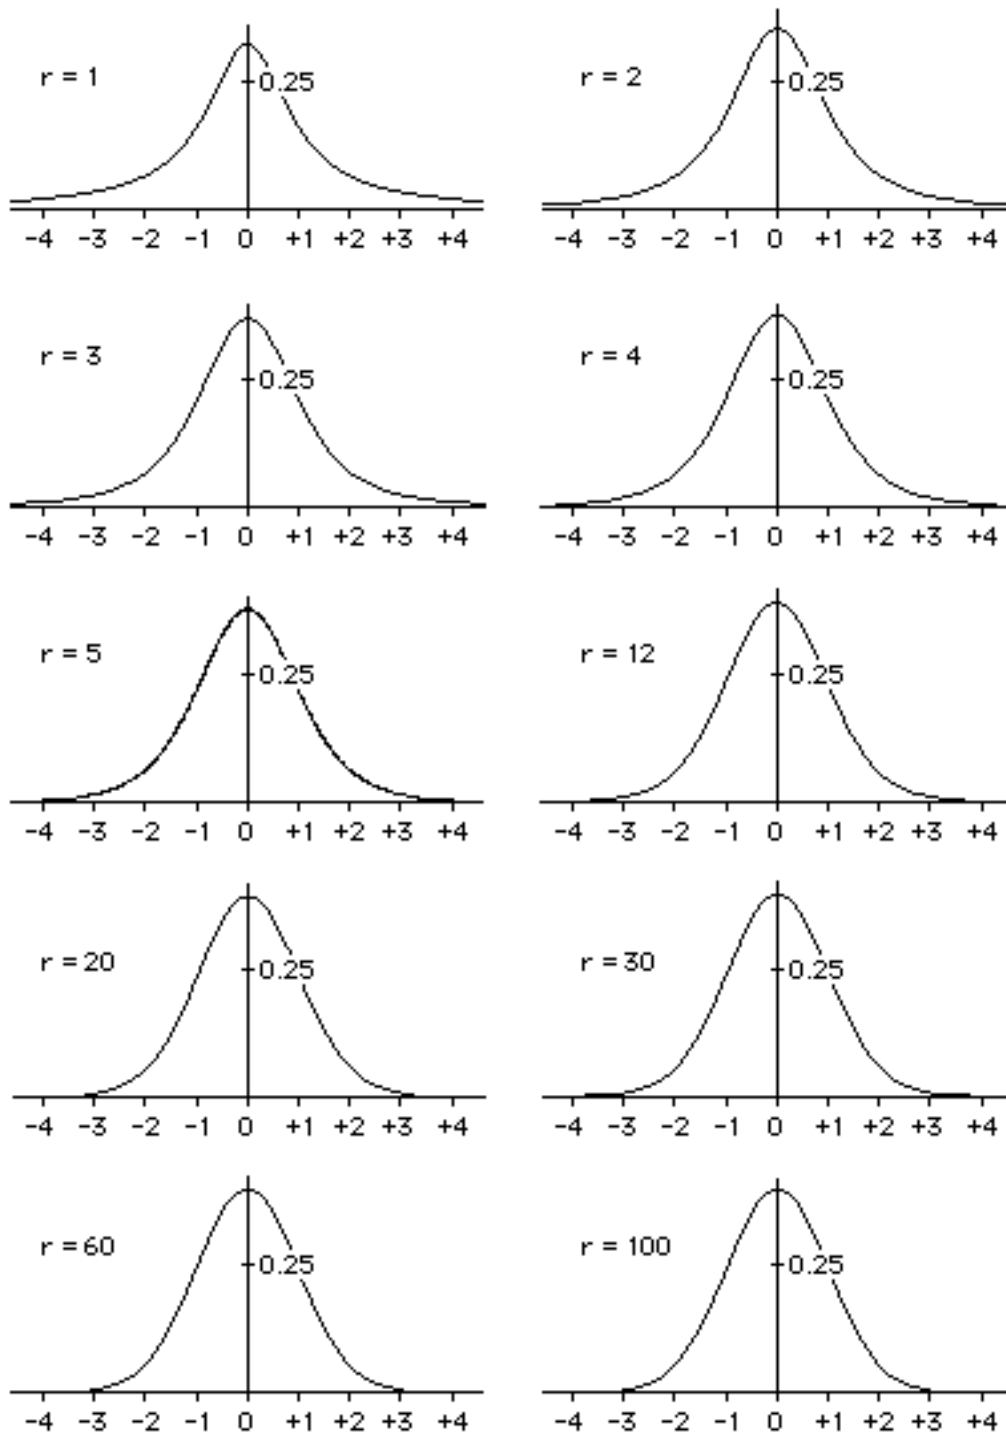 r = 1
0.25
-4 -3 -2 -1 0 +1 +2 +3 +4
r = 2
0.25
-4 -3 -2 -1 0 +1 +2 +3 +4
r = 3
0.25
-4 -3 -2 -1 0 +1 +2 +3 +4
r = 4
0.25
-4 -3 -2 -1 0 +1 +2 +3 +4
r = 5
0.25
-4 -3 -2 -1 0 +1 +2 +3 +4
r = 12
0.25
-4 -3 -2 -1 0 +1 +2 +3 +4
r = 20
0.25
-4 -3 -2 -1 0 +1 +2 +3 +4
r = 30
0.25
-4 -3 -2 -1 0 +1 +2 +3 +4
r = 60
0.25
-4 -3 -2 -1 0 +1 +2 +3 +4
r = 100
0.25
-4 -3 -2 -1 0 +1 +2 +3 +4